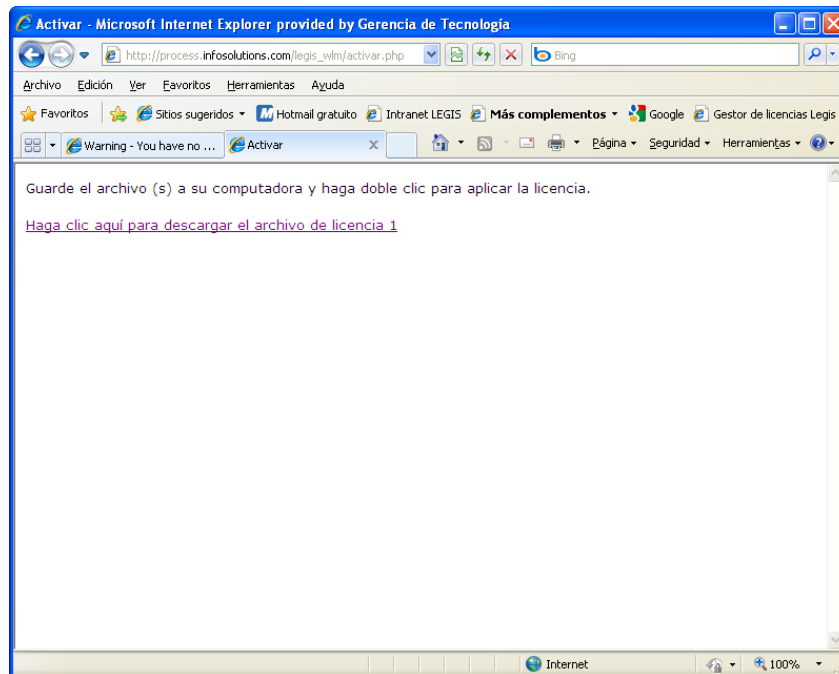 Activar - Microsoft Internet Explorer provided by Gerencia de Tecnología
http://process.infosolutions.com/legis_wlm/activar.php Bing
Archivo Edición Ver Favoritos Herramientas Ayuda
Favoritos Sitios sugeridos Hotmail gratuito Intranet LEGIS Más complementos Google Gestor de licencias Legis
Warning - You have no ... Activar Página Seguridad Herramientas
Guarde el archivo (s) a su computadora y haga doble clic para aplicar la licencia.
Haga clic aquí para descargar el archivo de licencia 1
Internet 100%